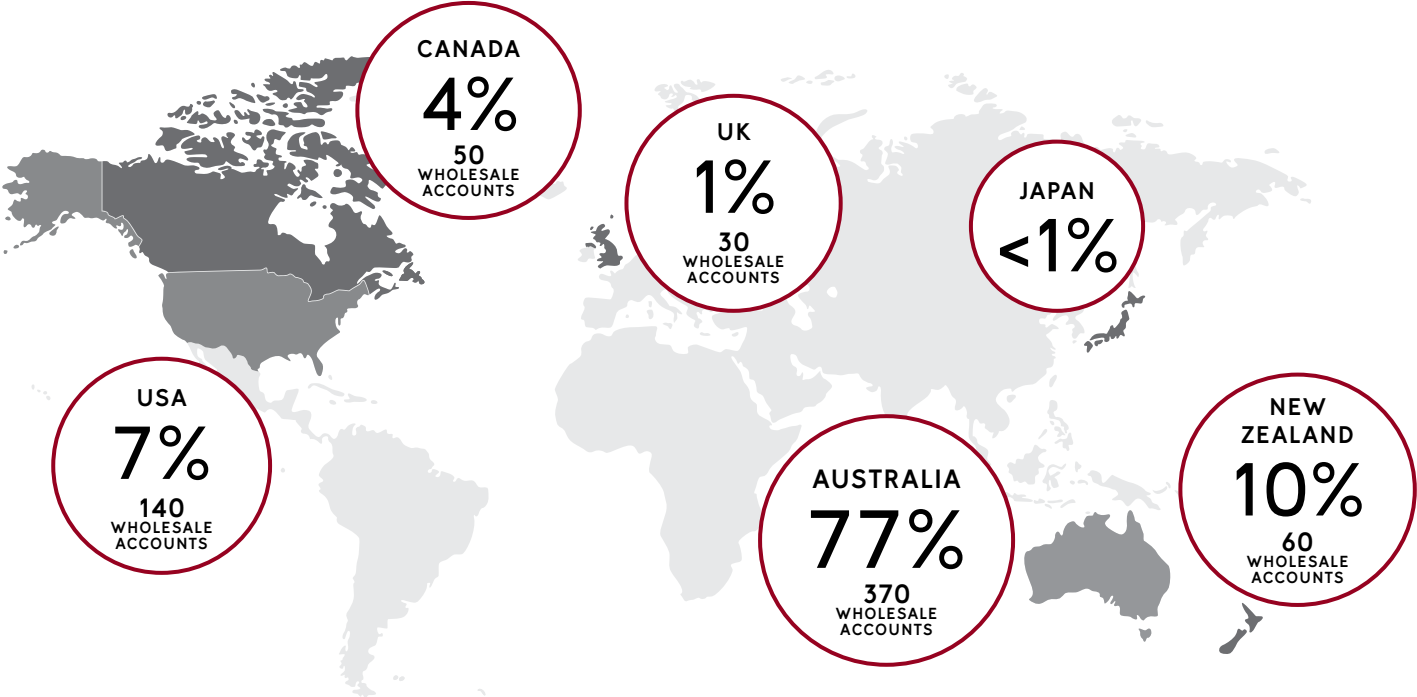 CANADA
4%
50
WHOLESALE
ACCOUNTS
UK
1%
30
WHOLESALE
ACCOUNTS
JAPAN
<1%
USA
7%
140
WHOLESALE
ACCOUNTS
AUSTRALIA
77%
370
WHOLESALE
ACCOUNTS
NEW
ZEALAND
10%
60
WHOLESALE
ACCOUNTS